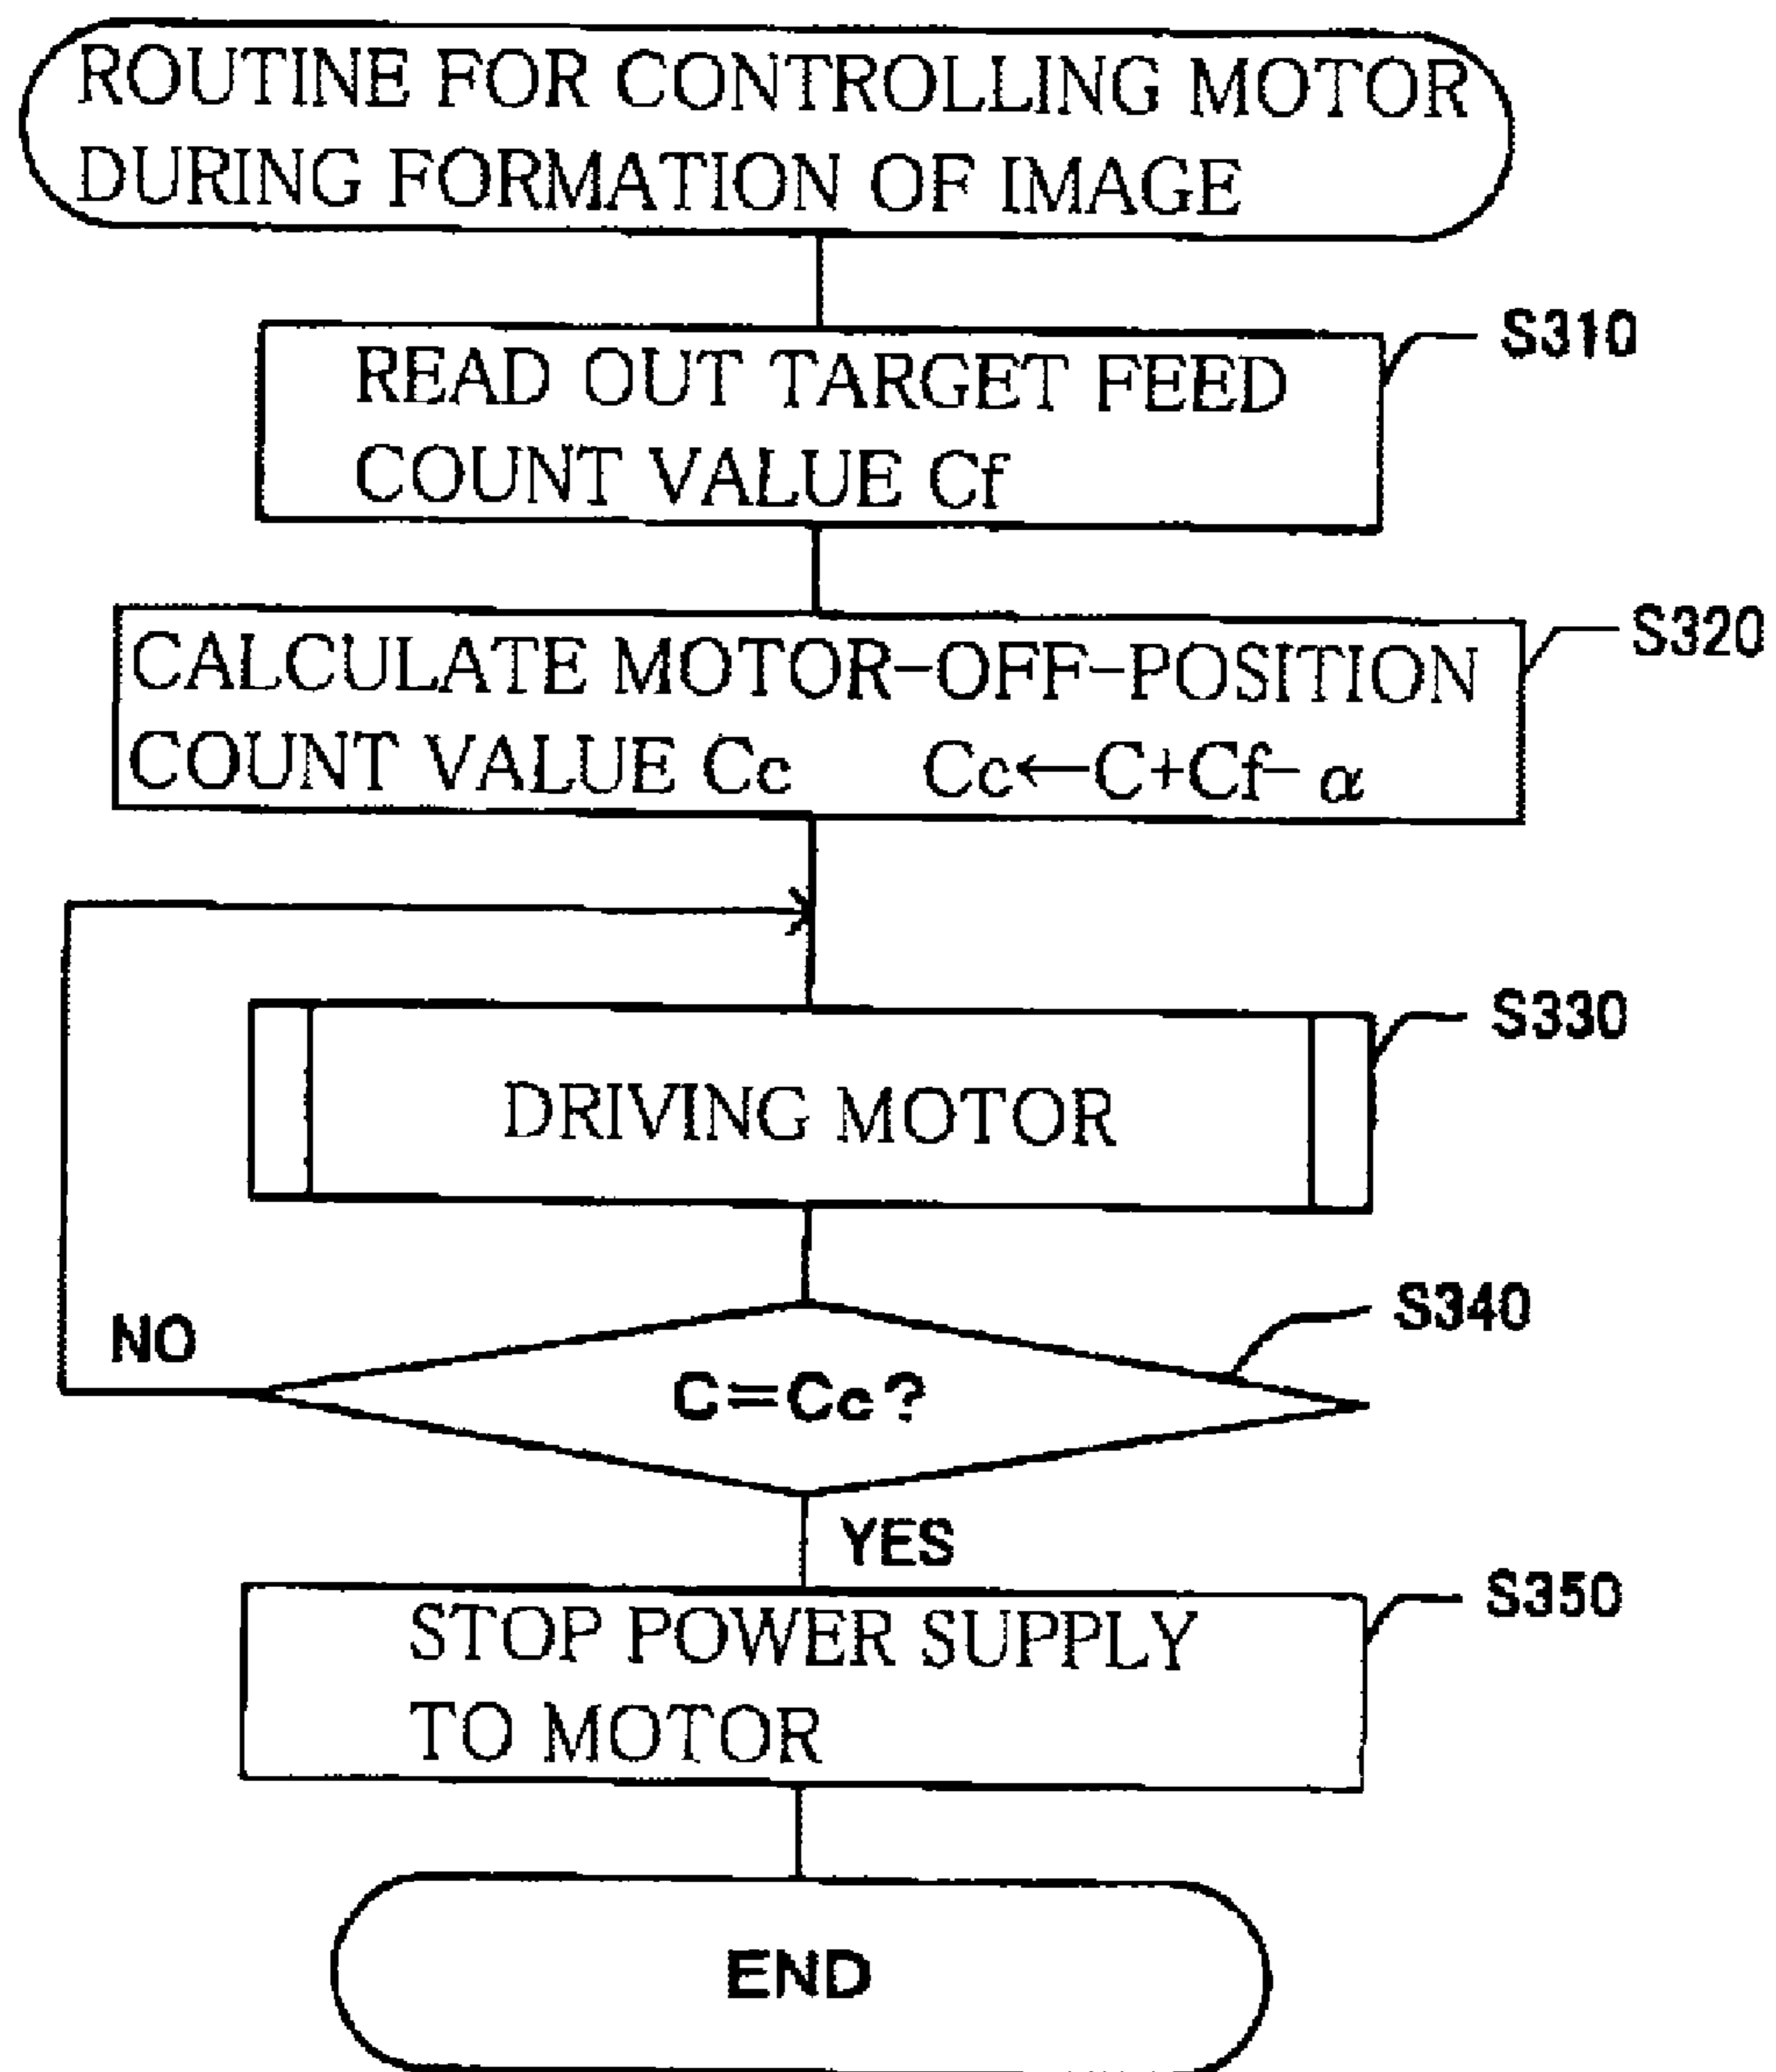 ROUTINE FOR CONTROLLING MOTOR
DURING FORMATION OF IMAGE
S310
READ OUT TARGET FEED
COUNT VALUE Cf
S320
CALCULATE MOTOR-OFF-POSITION
COUNT VALUE Cc Cc←C+Cf-α
S330
DRIVING MOTOR
S340
NO
C=Cc?
YES
S350
STOP POWER SUPPLY
TO MOTOR
END